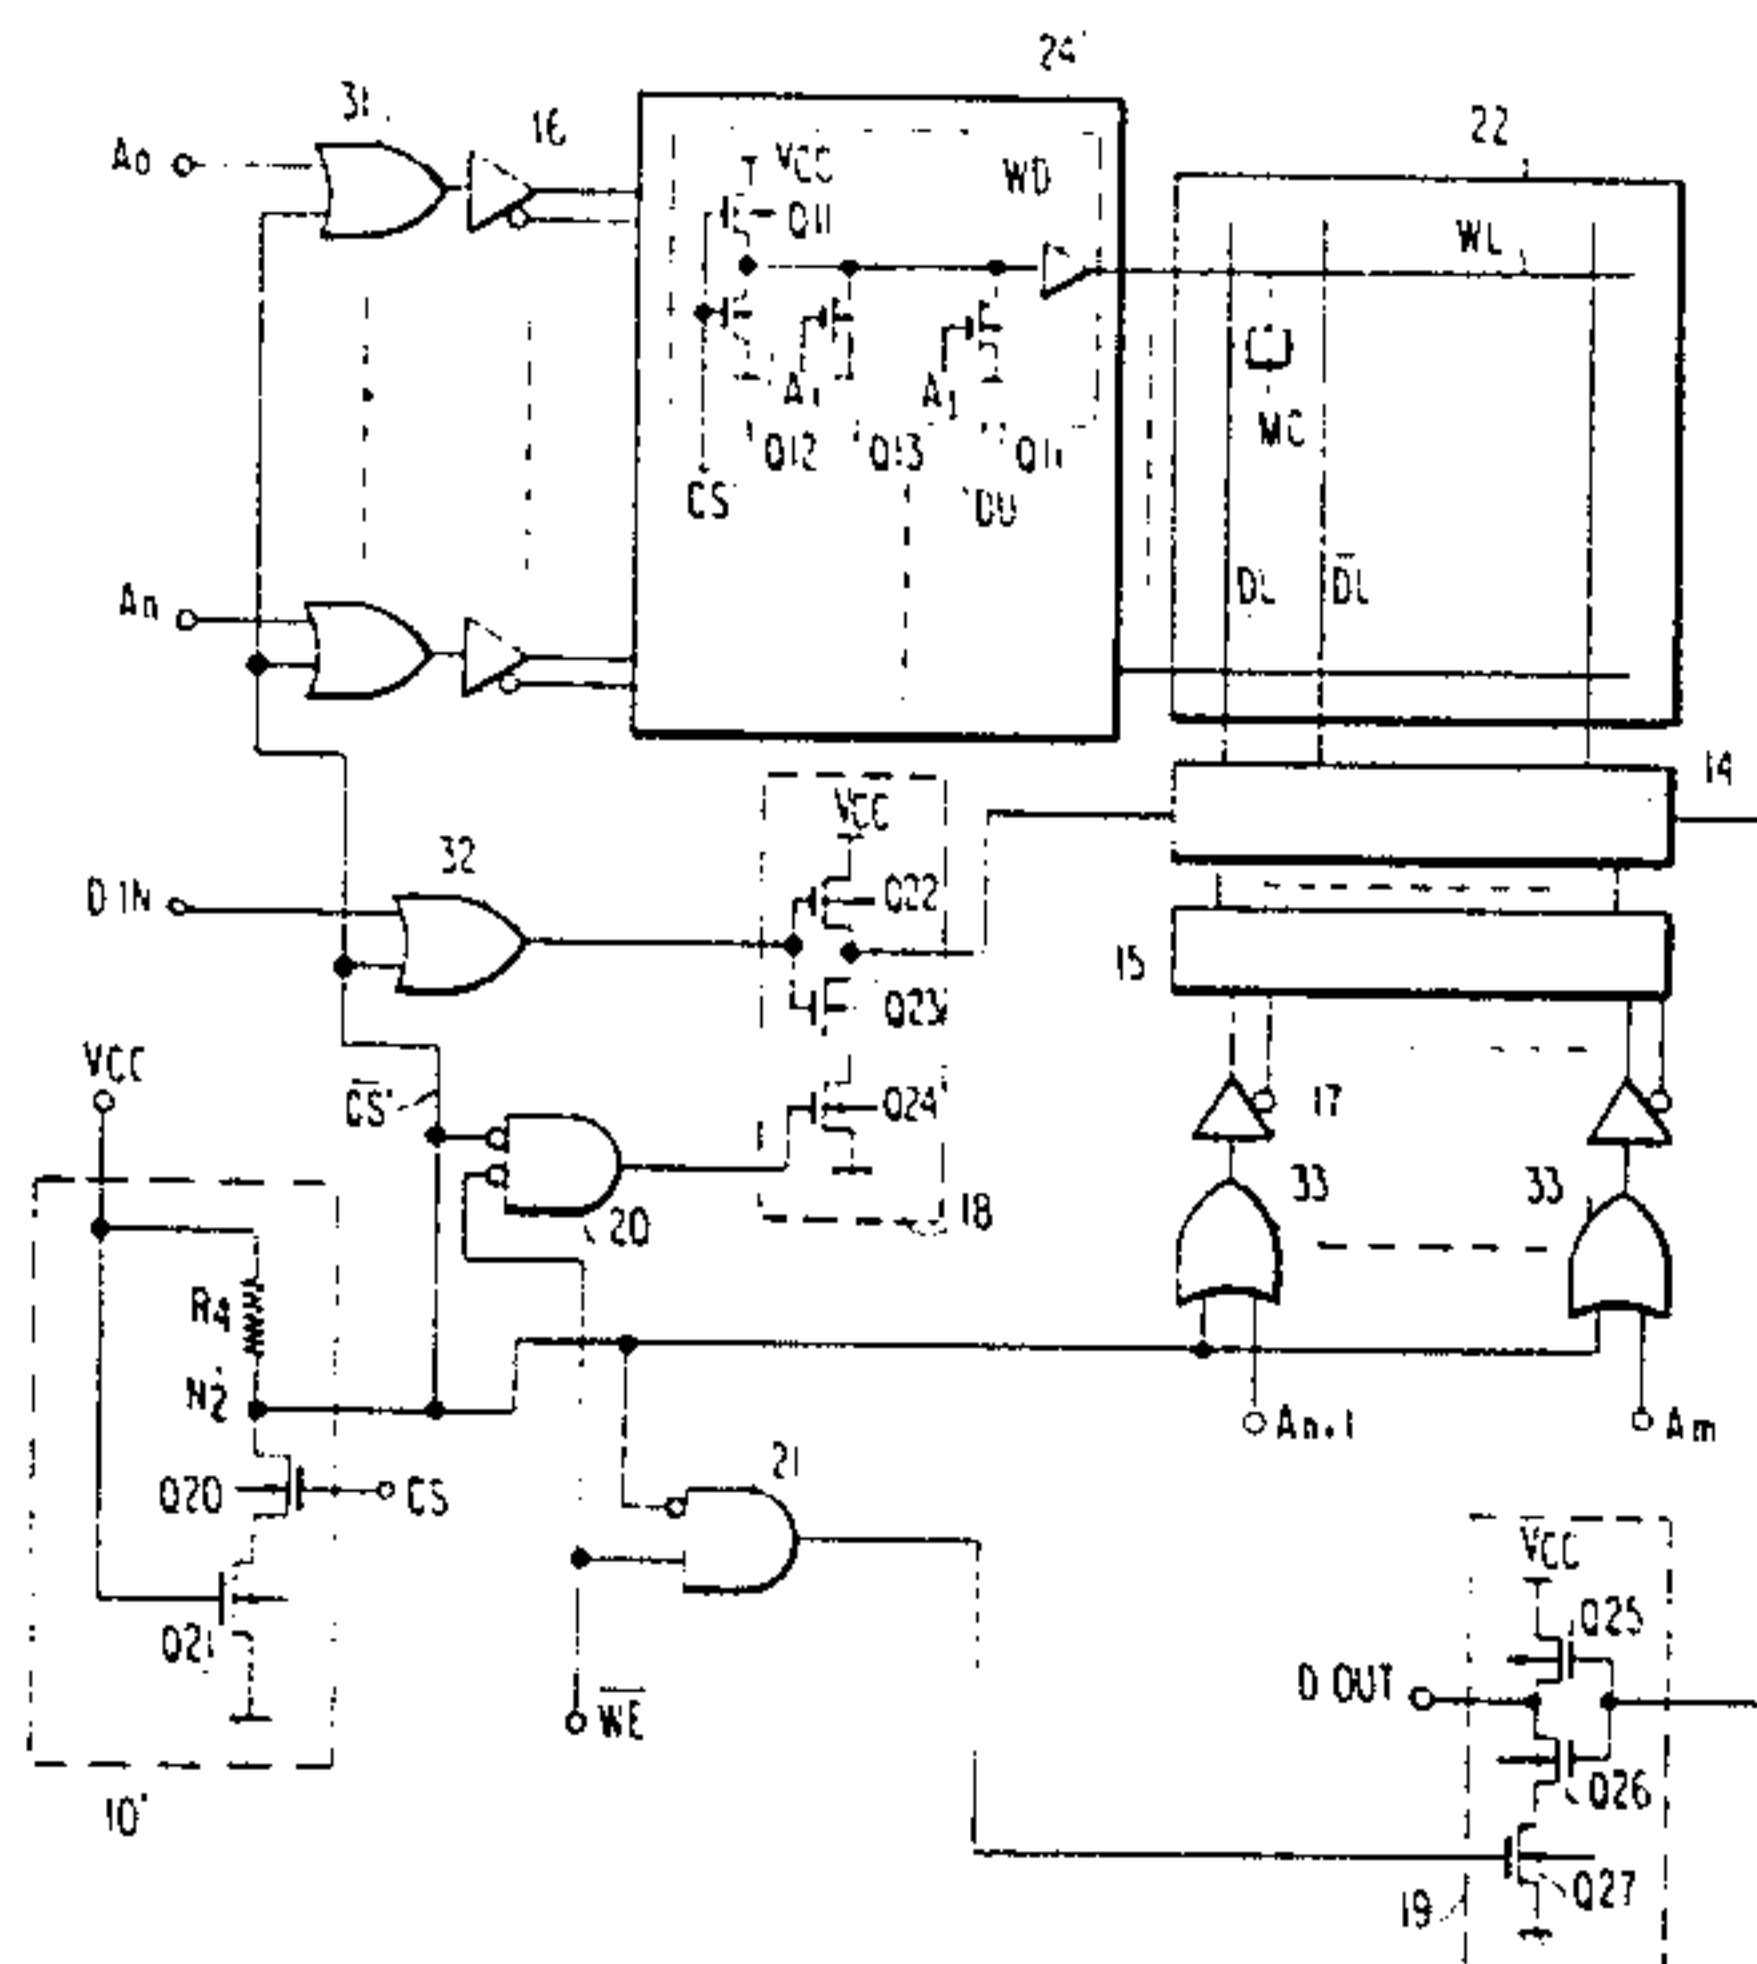 24'
31
16
22
A0
VCC
WD
Q11
WL
A1
Aj
MC
Q12
Q13
CS
DU
An
DL
DL
14
VCC
32
D IN
Q22
15
Q23
VCC
CS'
Q24
17
33
33
20
18
R4
N2'
An+1
Am
21
Q20
CS
VCC
Q25
Q21
D OUT
WE
Q26
10'
Q27
19